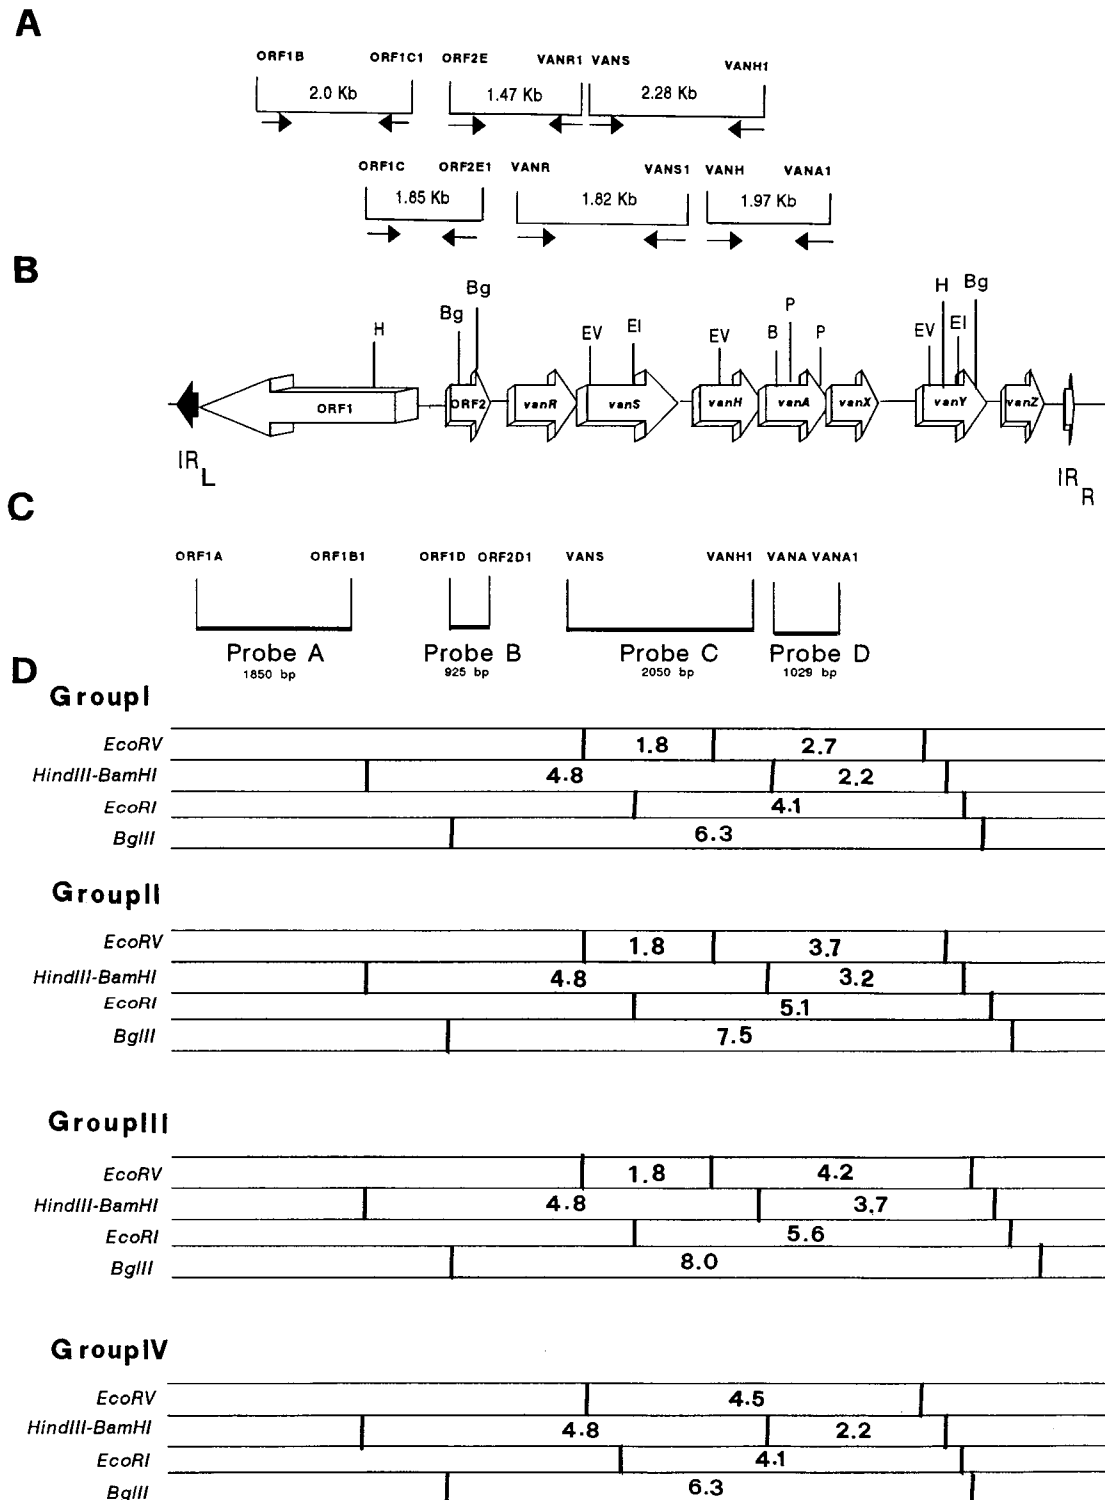 A
ORF1B ORF1C1 ORF2E VANR1 VANS VANH1
2.0 Kb 1.47 Kb 2.28 Kb
ORF1C ORF2E1 VANR VANS1 VANH VANA1
1.85 Kb 1.82 Kb 1.97 Kb
B
H Bg Bg EV EI EV B P P EV H EI Bg
ORF1 ORF2 vanR vanS vanH vanA vanX vanY vanZ
IRL IRR
C
ORF1A ORF1B1 ORF1D ORF2D1 VANS VANH1 VANA VANA1
Probe A Probe B Probe C Probe D
1850 bp 925 bp 2050 bp 1029 bp
D
GroupI
EcoRV 1.8 2.7
HindIII-BamHI 4.8 2.2
EcoRI 4.1
BglII 6.3
GroupII
EcoRV 1.8 3.7
HindIII-BamHI 4.8 3.2
EcoRI 5.1
BglII 7.5
GroupIII
EcoRV 1.8 4.2
HindIII-BamHI 4.8 3.7
EcoRI 5.6
BglII 8.0
GroupIV
EcoRV 4.5
HindIII-BamHI 4.8 2.2
EcoRI 4.1
BglII 6.3